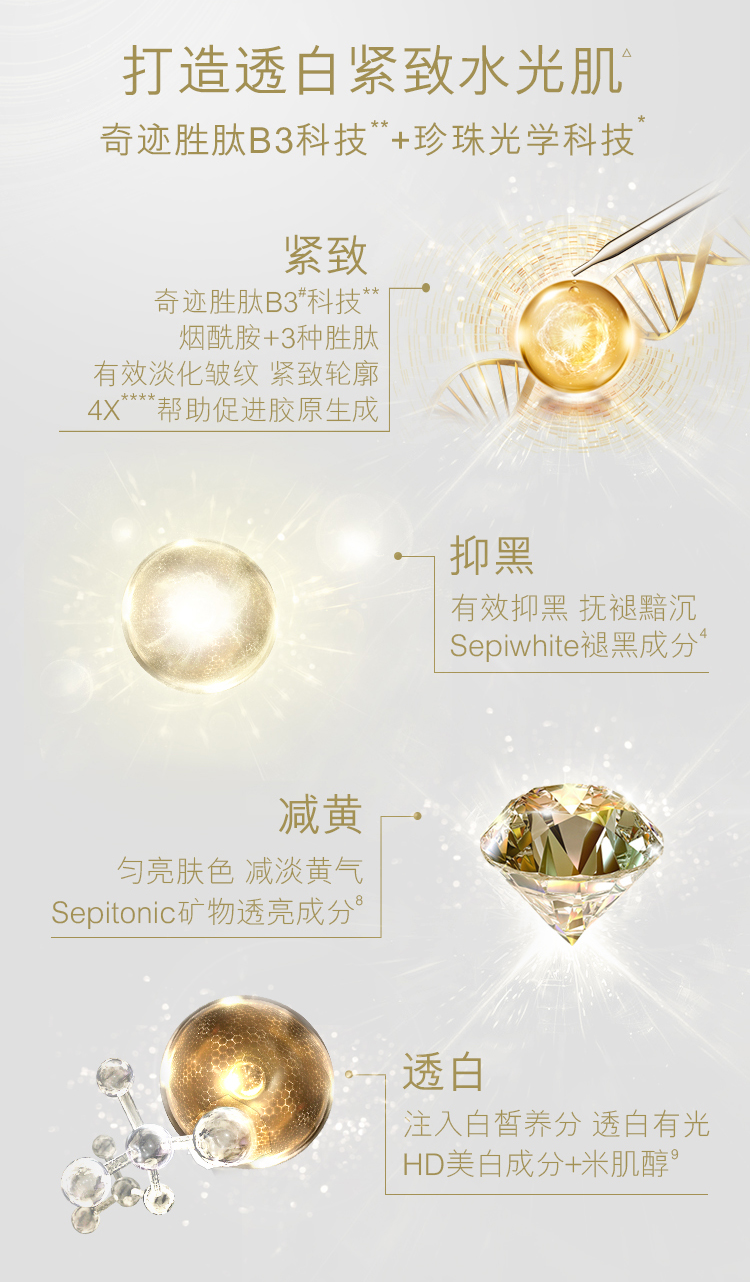 打造透白紧致水光肌△
奇迹胜肽B3科技**+珍珠光学科技*
紧致
奇迹胜肽B3#科技**
烟酰胺+3种胜肽
有效淡化皱纹 紧致轮廓
4X****帮助促进胶原生成
抑黑
有效抑黑 抚褪黯沉
Sepiwhite褪黑成分4
减黄
匀亮肤色 减淡黄气
Sepitonic矿物透亮成分8
透白
注入白皙养分 透白有光
HD美白成分+米肌醇9